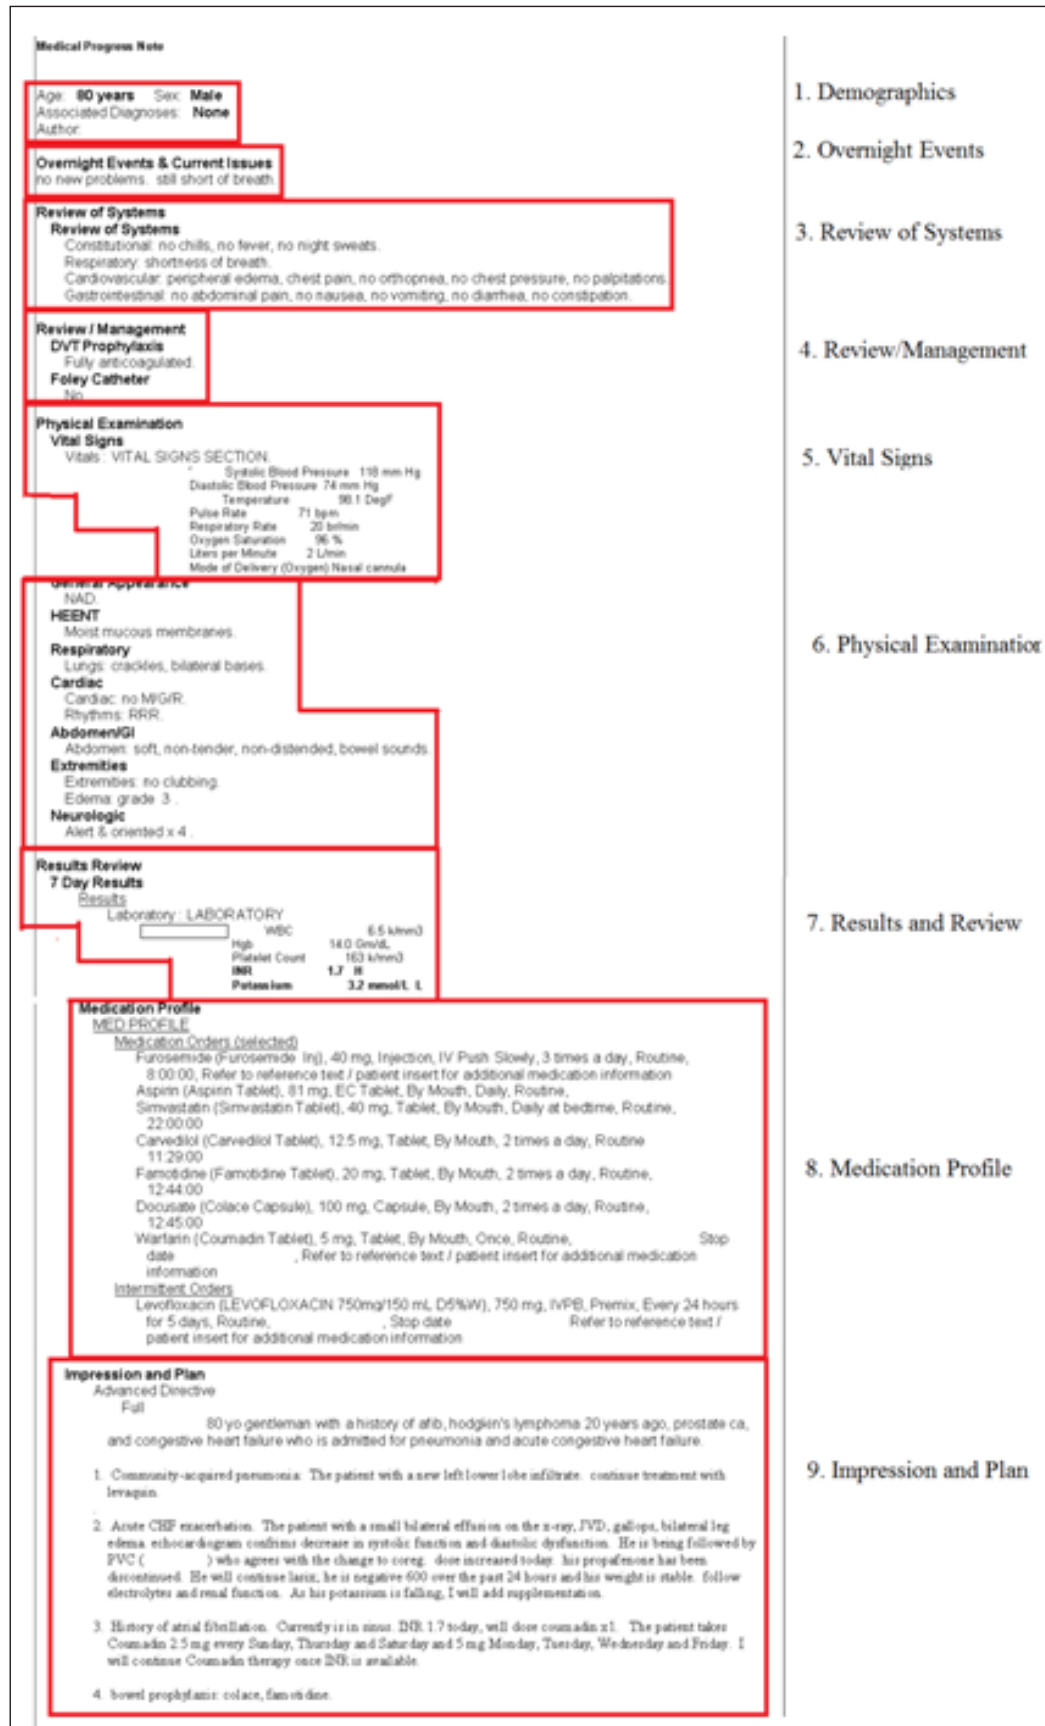 Medical Progress Note
Age: 80 years Sex: Male
Associated Diagnoses: None
Author:
1. Demographics
Overnight Events & Current Issues
no new problems. still short of breath.
2. Overnight Events
Review of Systems
Review of Systems
Constitutional: no chills, no fever, no night sweats.
Respiratory: shortness of breath.
Cardiovascular: peripheral edema, chest pain, no orthopnea, no chest pressure, no palpitations.
Gastrointestinal: no abdominal pain, no nausea, no vomiting, no diarrhea, no constipation.
3. Review of Systems
Review / Management
DVT Prophylaxis
Fully anticoagulated.
Foley Catheter
No
4. Review/Management
Physical Examination
Vital Signs
Vitals : VITAL SIGNS SECTION.
Systolic Blood Pressure 118 mm Hg
Diastolic Blood Pressure 74 mm Hg
Temperature 98.1 DegF
Pulse Rate 71 bpm
Respiratory Rate 20 br/min
Oxygen Saturation 96 %
Liters per Minute 2 L/min
Mode of Delivery (Oxygen) Nasal cannula
5. Vital Signs
General Appearance
NAD.
HEENT
Moist mucous membranes.
Respiratory
Lungs: crackles, bilateral bases.
Cardiac
Cardiac: no M/G/R.
Rhythms: RRR.
Abdomen/GI
Abdomen: soft, non-tender, non-distended, bowel sounds.
Extremities
Extremities: no clubbing.
Edema: grade 3 .
Neurologic
Alert & oriented x 4 .
6. Physical Examination
Results Review
7 Day Results
Results
Laboratory : LABORATORY
WBC 6.5 k/mm3
Hgb 14.0 Gm/dL
Platelet Count 163 k/mm3
INR 1.7 H
Potassium 3.2 mmol/L L
7. Results and Review
Medication Profile
MED PROFILE
Medication Orders (selected)
Furosemide (Furosemide Inj), 40 mg, Injection, IV Push Slowly, 3 times a day, Routine,
8:00:00, Refer to reference text / patient insert for additional medication information
Aspirin (Aspirin Tablet), 81 mg, EC Tablet, By Mouth, Daily, Routine,
Simvastatin (Simvastatin Tablet), 40 mg, Tablet, By Mouth, Daily at bedtime, Routine,
22:00:00
Carvedilol (Carvedilol Tablet), 12.5 mg, Tablet, By Mouth, 2 times a day, Routine
11:29:00
Famotidine (Famotidine Tablet), 20 mg, Tablet, By Mouth, 2 times a day, Routine,
12:44:00
Docusate (Colace Capsule), 100 mg, Capsule, By Mouth, 2 times a day, Routine,
12:45:00
Warfarin (Coumadin Tablet), 5 mg, Tablet, By Mouth, Once, Routine, Stop
date , Refer to reference text / patient insert for additional medication
information
Intermittent Orders
Levofloxacin (LEVOFLOXACIN 750mg/150 mL D5%W), 750 mg, IVPB, Premix, Every 24 hours
for 5 days, Routine, , Stop date Refer to reference text /
patient insert for additional medication information
8. Medication Profile
Impression and Plan
Advanced Directive
Full
80 yo gentleman with a history of afib, hodgkin's lymphoma 20 years ago, prostate ca,
and congestive heart failure who is admitted for pneumonia and acute congestive heart failure.
1. Community-acquired pneumonia: The patient with a new left lower lobe infiltrate. continue treatment with
levaquin.
2. Acute CHF exacerbation. The patient with a small bilateral effusion on the x-ray, JVD, gallops, bilateral leg
edema. echocardiogram confirms decrease in systolic function and diastolic dysfunction. He is being followed by
PVC ( ) who agrees with the change to coreg. dose increased today. his propafenone has been
discontinued. He will continue lasix; he is negative 600 over the past 24 hours and his weight is stable. follow
electrolytes and renal function. As his potassium is falling, I will add supplementation.
3. History of atrial fibrillation. Currently is in sinus. INR 1.7 today, will dose coumadin x1. The patient takes
Coumadin 2.5 mg every Sunday, Thursday and Saturday and 5 mg Monday, Tuesday, Wednesday and Friday. I
will continue Coumadin therapy once INR is available.
4. bowel prophylaxis: colace, famotidine.
9. Impression and Plan